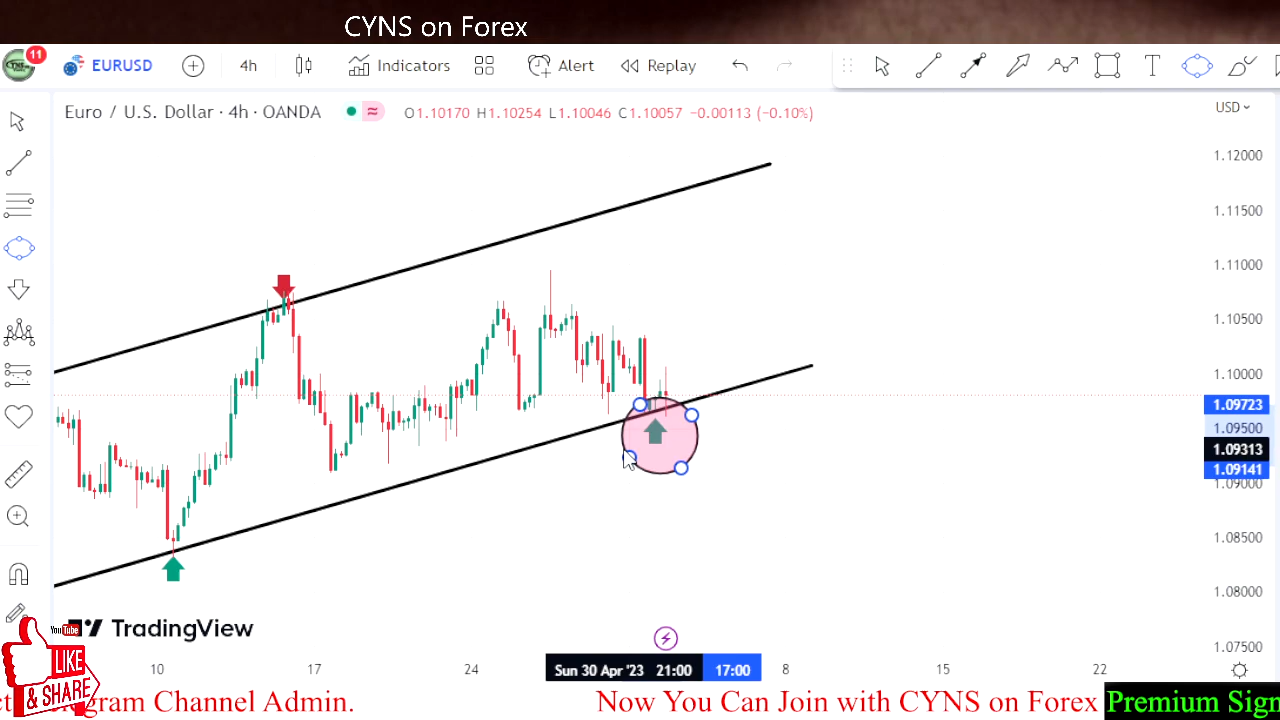 CYNS on Forex
11
EURUSD
4h
Indicators
Alert
Replay
Euro / U.S. Dollar · 4h · OANDA
O1.10170 H1.10254 L1.10046 C1.10057 −0.00113 (−0.10%)
USD
1.12000
1.11500
1.11000
1.10500
1.10000
1.09723
1.09500
1.09313
1.09141
1.09000
1.08500
1.08000
1.07500
TradingView
10
17
24
Sun 30 Apr '23 21:00
17:00
8
15
22
YouTube
LIKE
& SHARE
gram Channel Admin.
Now You Can Join with CYNS on Forex
Premium Sign